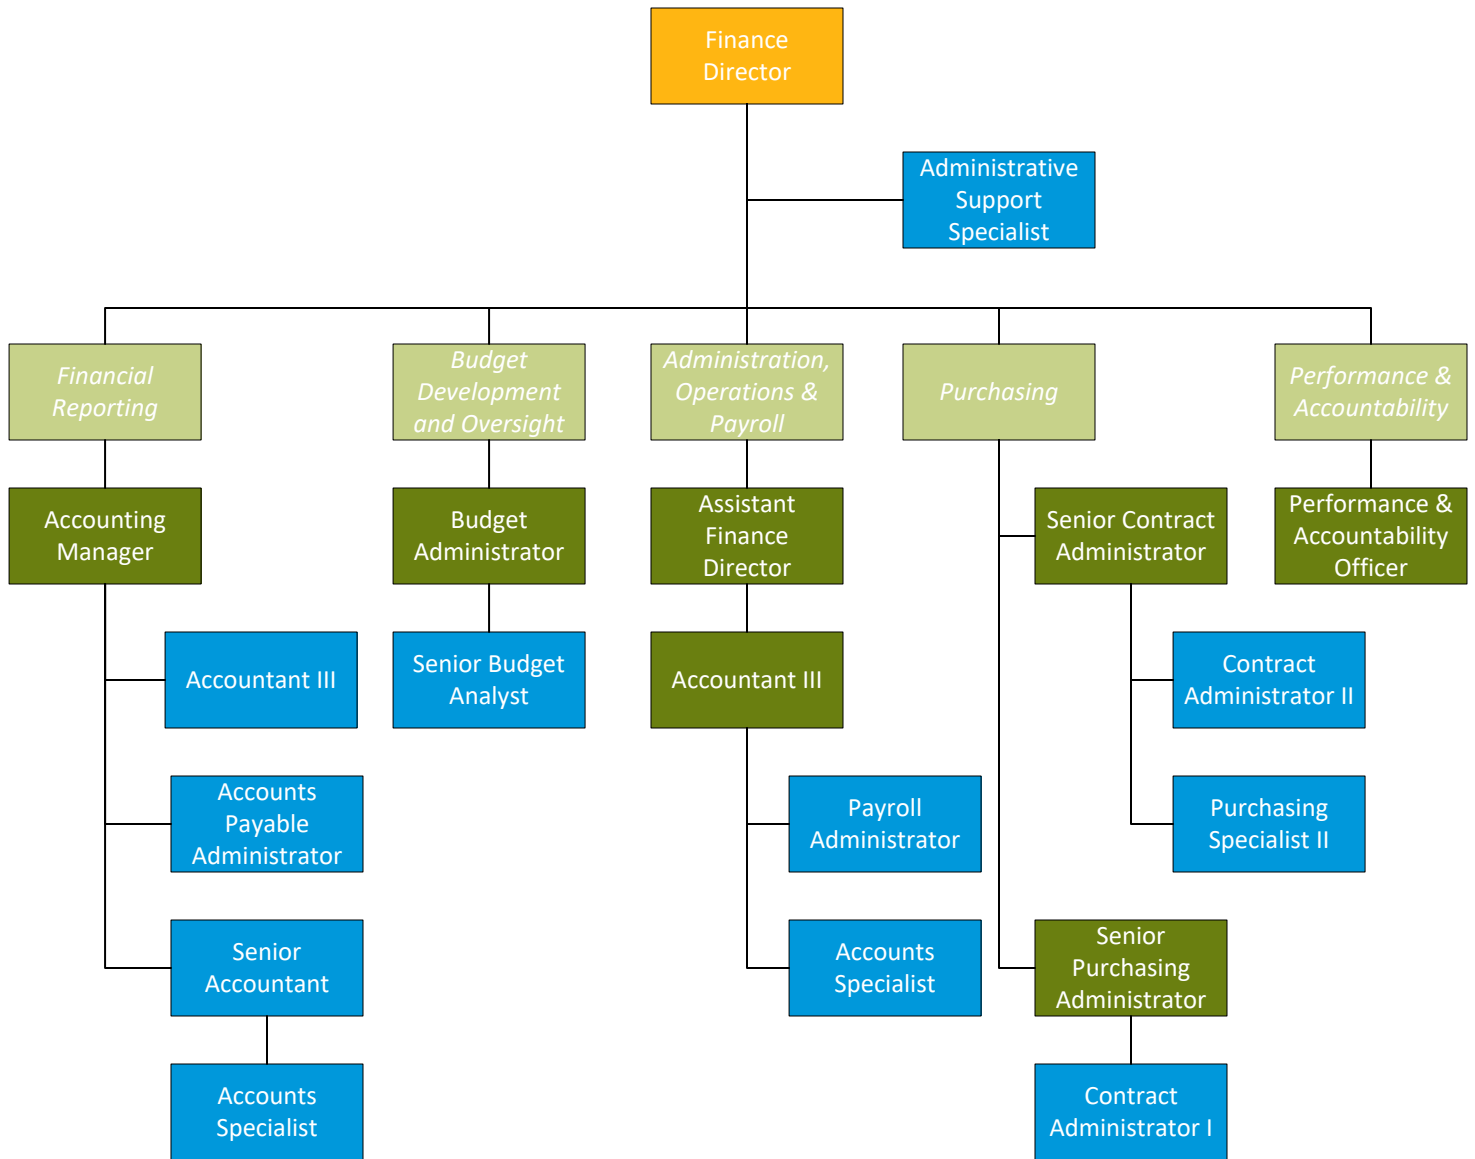 Finance
Director
Administrative
Support
Specialist
Financial
Reporting
Budget
Development
and Oversight
Administration,
Operations &
Payroll
Purchasing
Performance &
Accountability
Accounting
Manager
Budget
Administrator
Assistant
Finance
Director
Senior Contract
Administrator
Performance &
Accountability
Officer
Accountant III
Senior Budget
Analyst
Accountant III
Contract
Administrator II
Accounts
Payable
Administrator
Payroll
Administrator
Purchasing
Specialist II
Senior
Accountant
Accounts
Specialist
Senior
Purchasing
Administrator
Accounts
Specialist
Contract
Administrator I